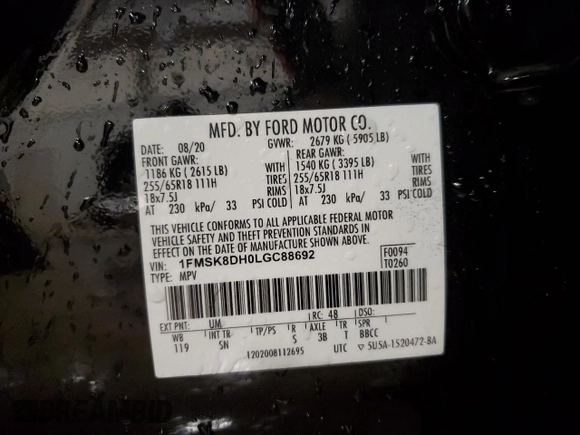 MFD. BY FORD MOTOR CO.
DATE: 08/20 GVWR: 2679 KG ( 5905 LB)
FRONT GAWR: REAR GAWR:
1186 KG ( 2615 LB) WITH 1540 KG ( 3395 LB) WITH
255/65R18 111H TIRES 255/65R18 111H TIRES
18x7.5J RIMS 18x7.5J RIMS
AT 230 kPa/ 33 PSI COLD AT 230 kPa/ 33 PSI COLD
THIS VEHICLE CONFORMS TO ALL APPLICABLE FEDERAL MOTOR
VEHICLE SAFETY AND THEFT PREVENTION STANDARDS IN
EFFECT ON THE DATE OF MANUFACTURE SHOWN ABOVE.
VIN: 1FMSK8DH0LGC88692 F0094
TYPE: MPV T0260
EXT PNT: UM RC: 48 DSO:
WB INT TR TP/PS R AXLE TR SPR
119 SN S 3B T BBCC
1202008112695 UTC 5U5A-1520472-BA
DREAMBID